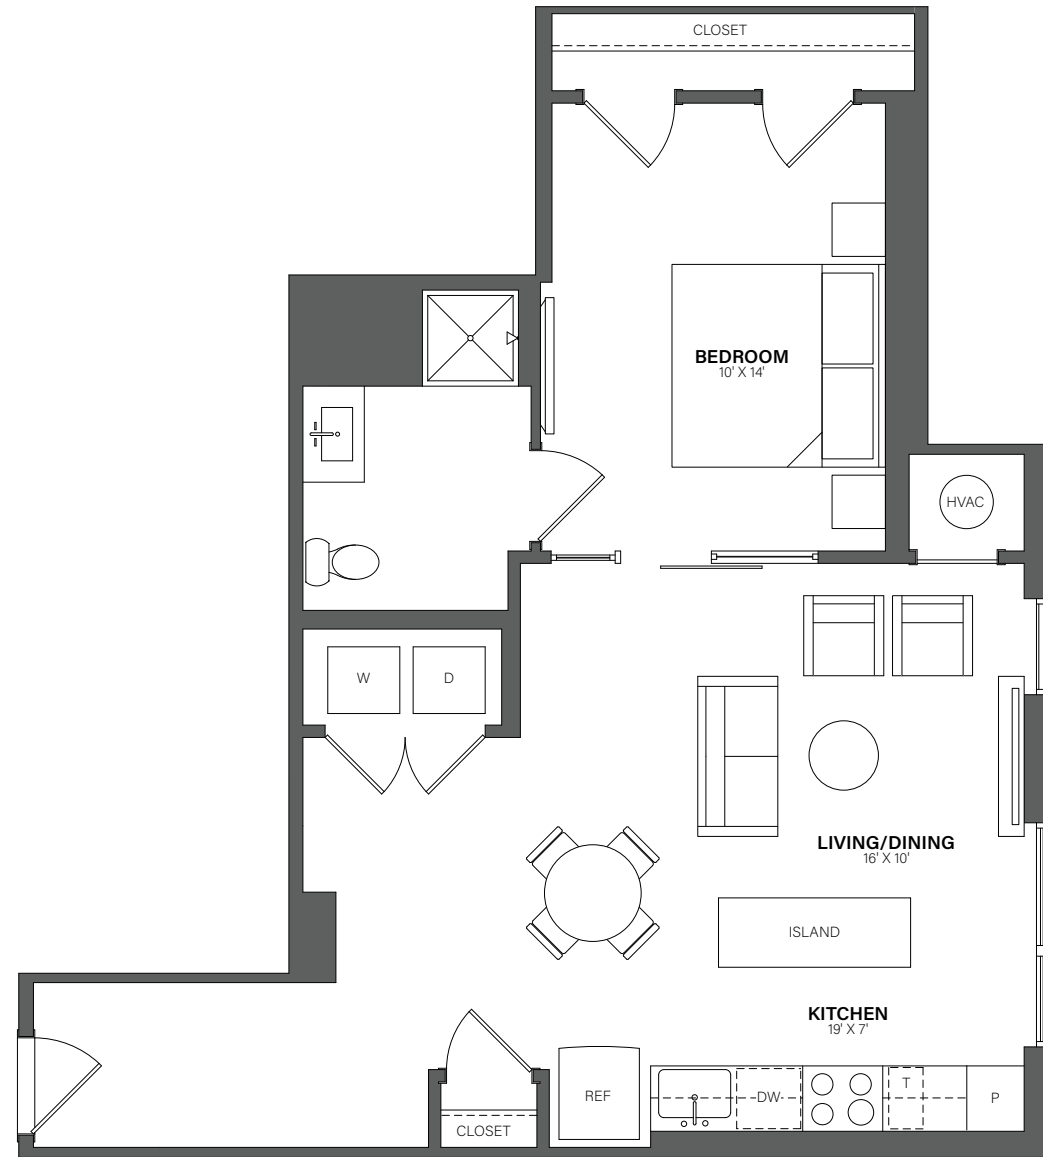 CLOSET
BEDROOM
10' X 14'
HVAC
W
D
LIVING/DINING
16' X 10'
ISLAND
KITCHEN
19' X 7'
REF
DW
T
P
CLOSET